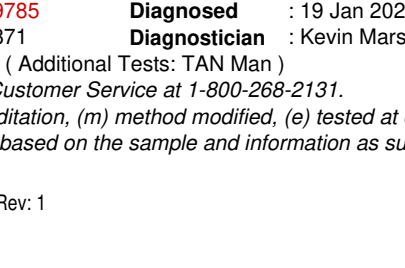 9785 Diagnosed : 19 Jan 202
371 Diagnostician : Kevin Mars
( Additional Tests: TAN Man )
Customer Service at 1-800-268-2131.
ditation, (m) method modified, (e) tested at
based on the sample and information as su
Rev: 1